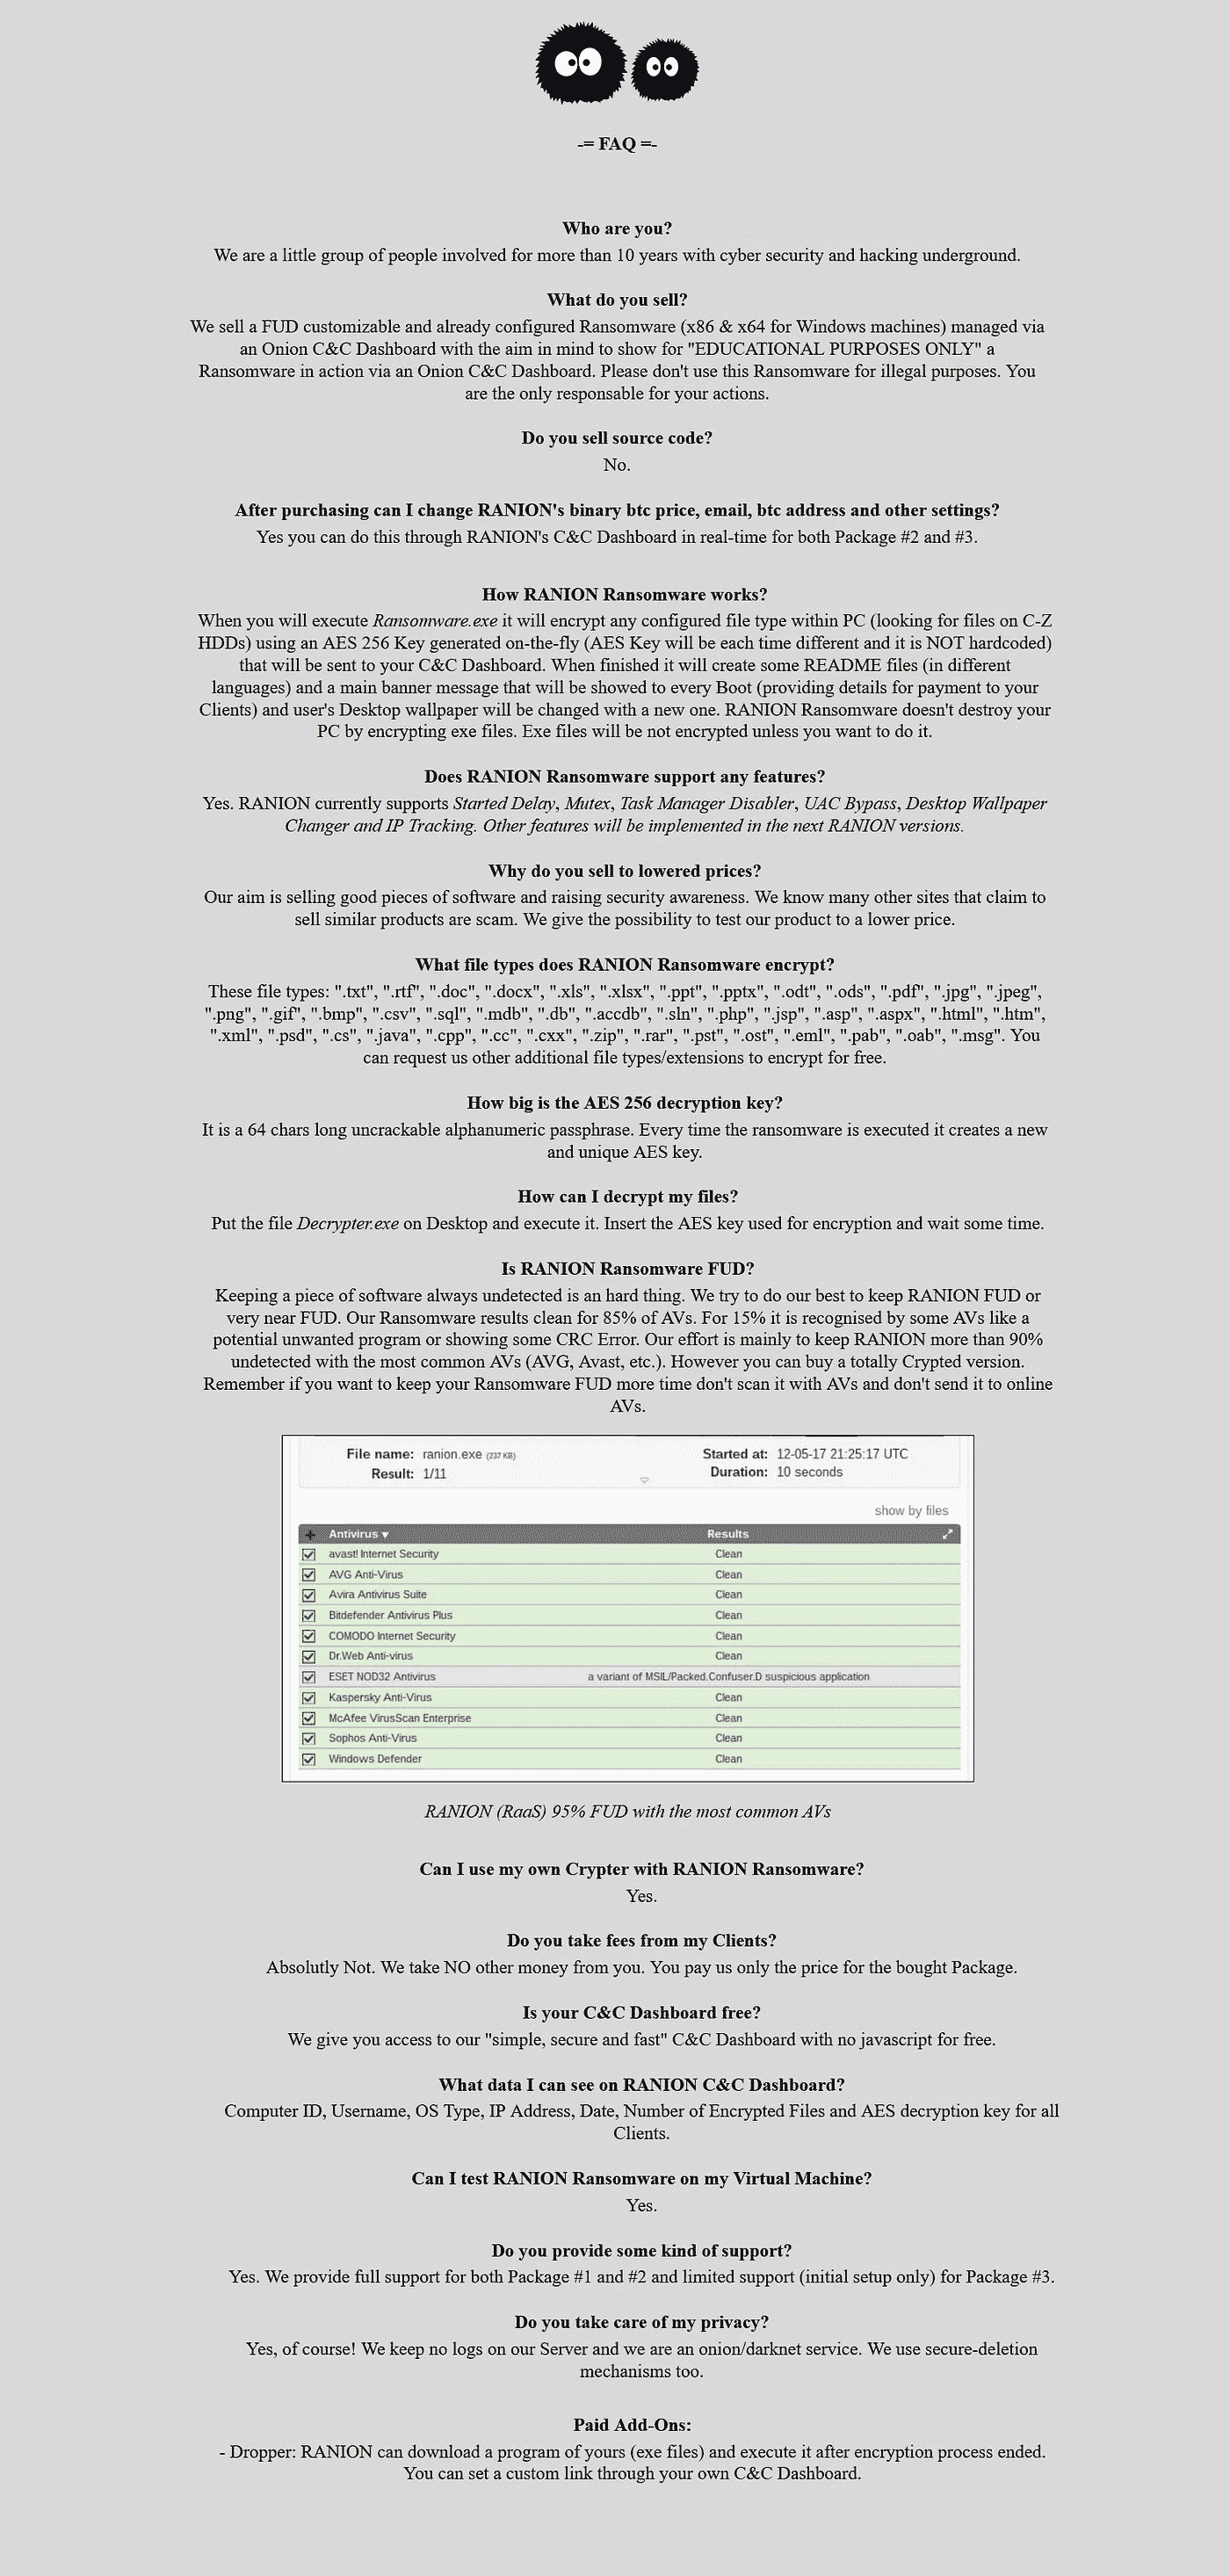 -= FAQ =-
Who are you?
We are a little group of people involved for more than 10 years with cyber security and hacking underground.
What do you sell?
We sell a FUD customizable and already configured Ransomware (x86 & x64 for Windows machines) managed via
an Onion C&C Dashboard with the aim in mind to show for "EDUCATIONAL PURPOSES ONLY" a
Ransomware in action via an Onion C&C Dashboard. Please don't use this Ransomware for illegal purposes. You
are the only responsable for your actions.
Do you sell source code?
No.
After purchasing can I change RANION's binary btc price, email, btc address and other settings?
Yes you can do this through RANION's C&C Dashboard in real-time for both Package #2 and #3.
How RANION Ransomware works?
When you will execute Ransomware.exe it will encrypt any configured file type within PC (looking for files on C-Z
HDDs) using an AES 256 Key generated on-the-fly (AES Key will be each time different and it is NOT hardcoded)
that will be sent to your C&C Dashboard. When finished it will create some README files (in different
languages) and a main banner message that will be showed to every Boot (providing details for payment to your
Clients) and user's Desktop wallpaper will be changed with a new one. RANION Ransomware doesn't destroy your
PC by encrypting exe files. Exe files will be not encrypted unless you want to do it.
Does RANION Ransomware support any features?
Yes. RANION currently supports Started Delay, Mutex, Task Manager Disabler, UAC Bypass, Desktop Wallpaper
Changer and IP Tracking. Other features will be implemented in the next RANION versions.
Why do you sell to lowered prices?
Our aim is selling good pieces of software and raising security awareness. We know many other sites that claim to
sell similar products are scam. We give the possibility to test our product to a lower price.
What file types does RANION Ransomware encrypt?
These file types: ".txt", ".rtf", ".doc", ".docx", ".xls", ".xlsx", ".ppt", ".pptx", ".odt", ".ods", ".pdf", ".jpg", ".jpeg",
".png", ".gif", ".bmp", ".csv", ".sql", ".mdb", ".db", ".accdb", ".sln", ".php", ".jsp", ".asp", ".aspx", ".html", ".htm",
".xml", ".psd", ".cs", ".java", ".cpp", ".cc", ".cxx", ".zip", ".rar", ".pst", ".ost", ".eml", ".pab", ".oab", ".msg". You
can request us other additional file types/extensions to encrypt for free.
How big is the AES 256 decryption key?
It is a 64 chars long uncrackable alphanumeric passphrase. Every time the ransomware is executed it creates a new
and unique AES key.
How can I decrypt my files?
Put the file Decrypter.exe on Desktop and execute it. Insert the AES key used for encryption and wait some time.
Is RANION Ransomware FUD?
Keeping a piece of software always undetected is an hard thing. We try to do our best to keep RANION FUD or
very near FUD. Our Ransomware results clean for 85% of AVs. For 15% it is recognised by some AVs like a
potential unwanted program or showing some CRC Error. Our effort is mainly to keep RANION more than 90%
undetected with the most common AVs (AVG, Avast, etc.). However you can buy a totally Crypted version.
Remember if you want to keep your Ransomware FUD more time don't scan it with AVs and don't send it to online
AVs.
File name: ranion.exe (237 KB) Started at: 12-05-17 21:25:17 UTC
Result: 1/11 Duration: 10 seconds
show by files
Antivirus Results
avast! Internet Security Clean
AVG Anti-Virus Clean
Avira Antivirus Suite Clean
Bitdefender Antivirus Plus Clean
COMODO Internet Security Clean
Dr.Web Anti-virus Clean
ESET NOD32 Antivirus a variant of MSIL/Packed.Confuser.D suspicious application
Kaspersky Anti-Virus Clean
McAfee VirusScan Enterprise Clean
Sophos Anti-Virus Clean
Windows Defender Clean
RANION (RaaS) 95% FUD with the most common AVs
Can I use my own Crypter with RANION Ransomware?
Yes.
Do you take fees from my Clients?
Absolutly Not. We take NO other money from you. You pay us only the price for the bought Package.
Is your C&C Dashboard free?
We give you access to our "simple, secure and fast" C&C Dashboard with no javascript for free.
What data I can see on RANION C&C Dashboard?
Computer ID, Username, OS Type, IP Address, Date, Number of Encrypted Files and AES decryption key for all
Clients.
Can I test RANION Ransomware on my Virtual Machine?
Yes.
Do you provide some kind of support?
Yes. We provide full support for both Package #1 and #2 and limited support (initial setup only) for Package #3.
Do you take care of my privacy?
Yes, of course! We keep no logs on our Server and we are an onion/darknet service. We use secure-deletion
mechanisms too.
Paid Add-Ons:
- Dropper: RANION can download a program of yours (exe files) and execute it after encryption process ended.
You can set a custom link through your own C&C Dashboard.